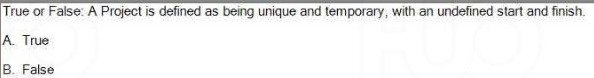 True or False: A Project is defined as being unique and temporary, with an undefined start and finish.
A. True
B. False